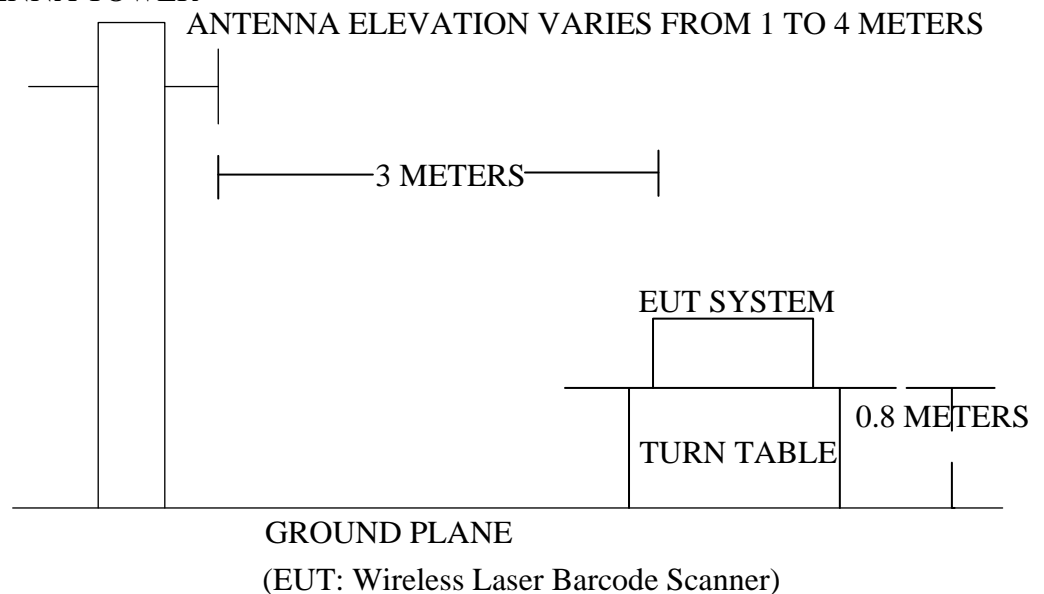 TOWER
ANTENNA ELEVATION VARIES FROM 1 TO 4 METERS
3 METERS
EUT SYSTEM
0.8 METERS
TURN TABLE
GROUND PLANE
(EUT: Wireless Laser Barcode Scanner)